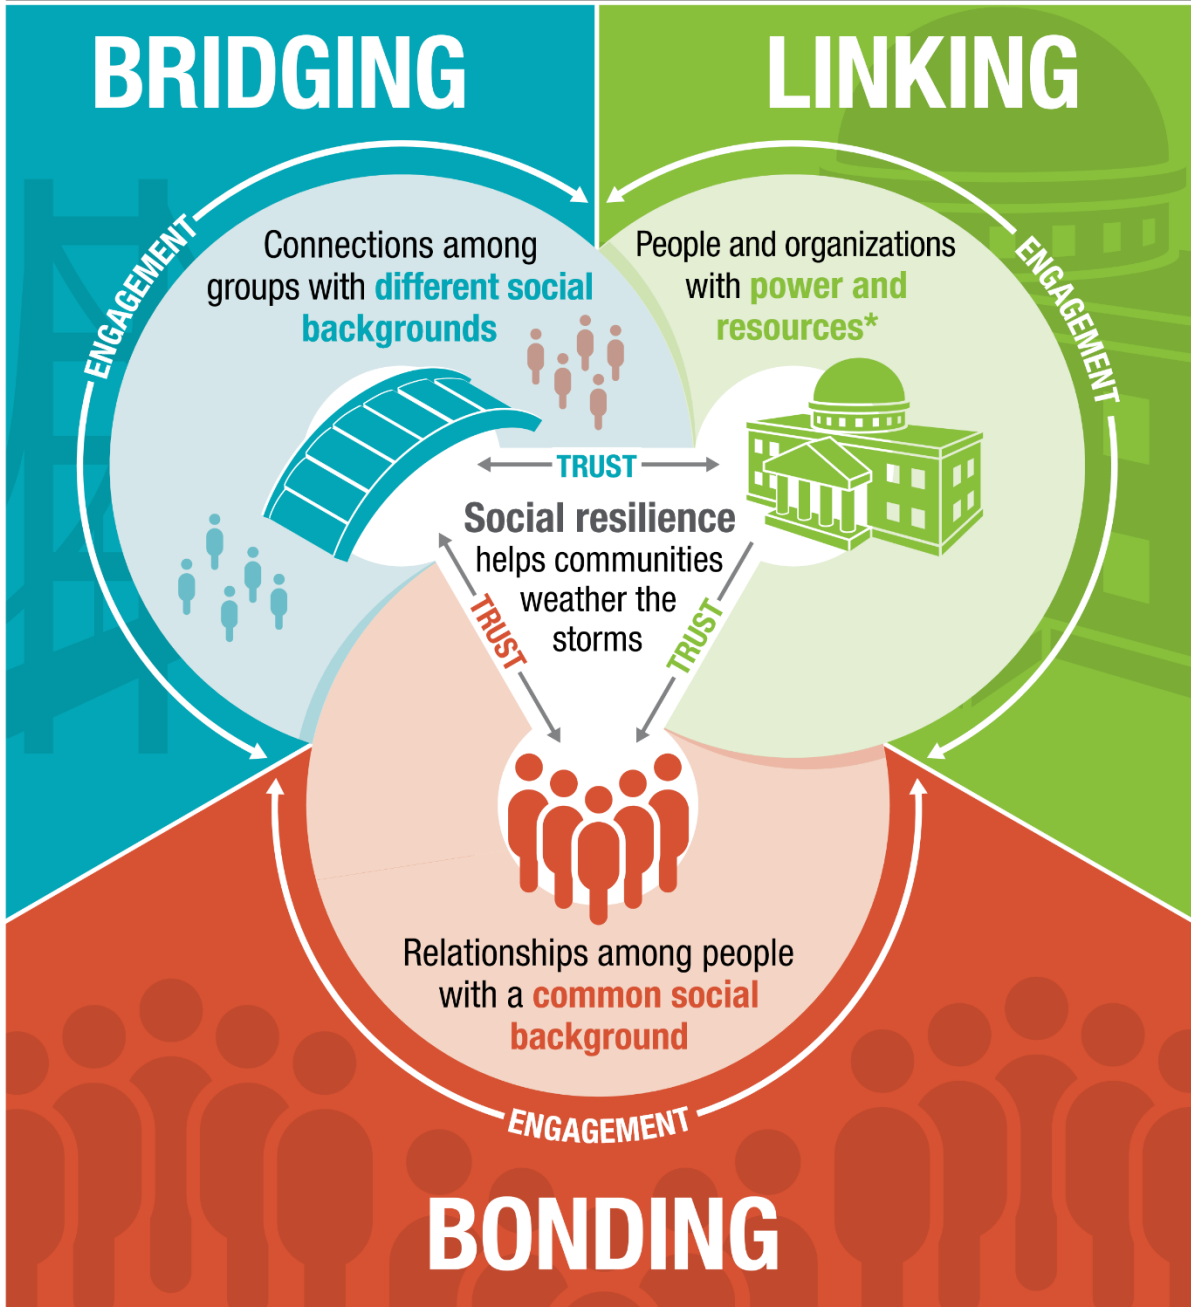 BRIDGING
LINKING
ENGAGEMENT
Connections among
groups with different social
backgrounds
People and organizations
with power and
resources*
ENGAGEMENT
TRUST
Social resilience
helps communities
weather the
storms
TRUST
TRUST
Relationships among people
with a common social
background
ENGAGEMENT
BONDING